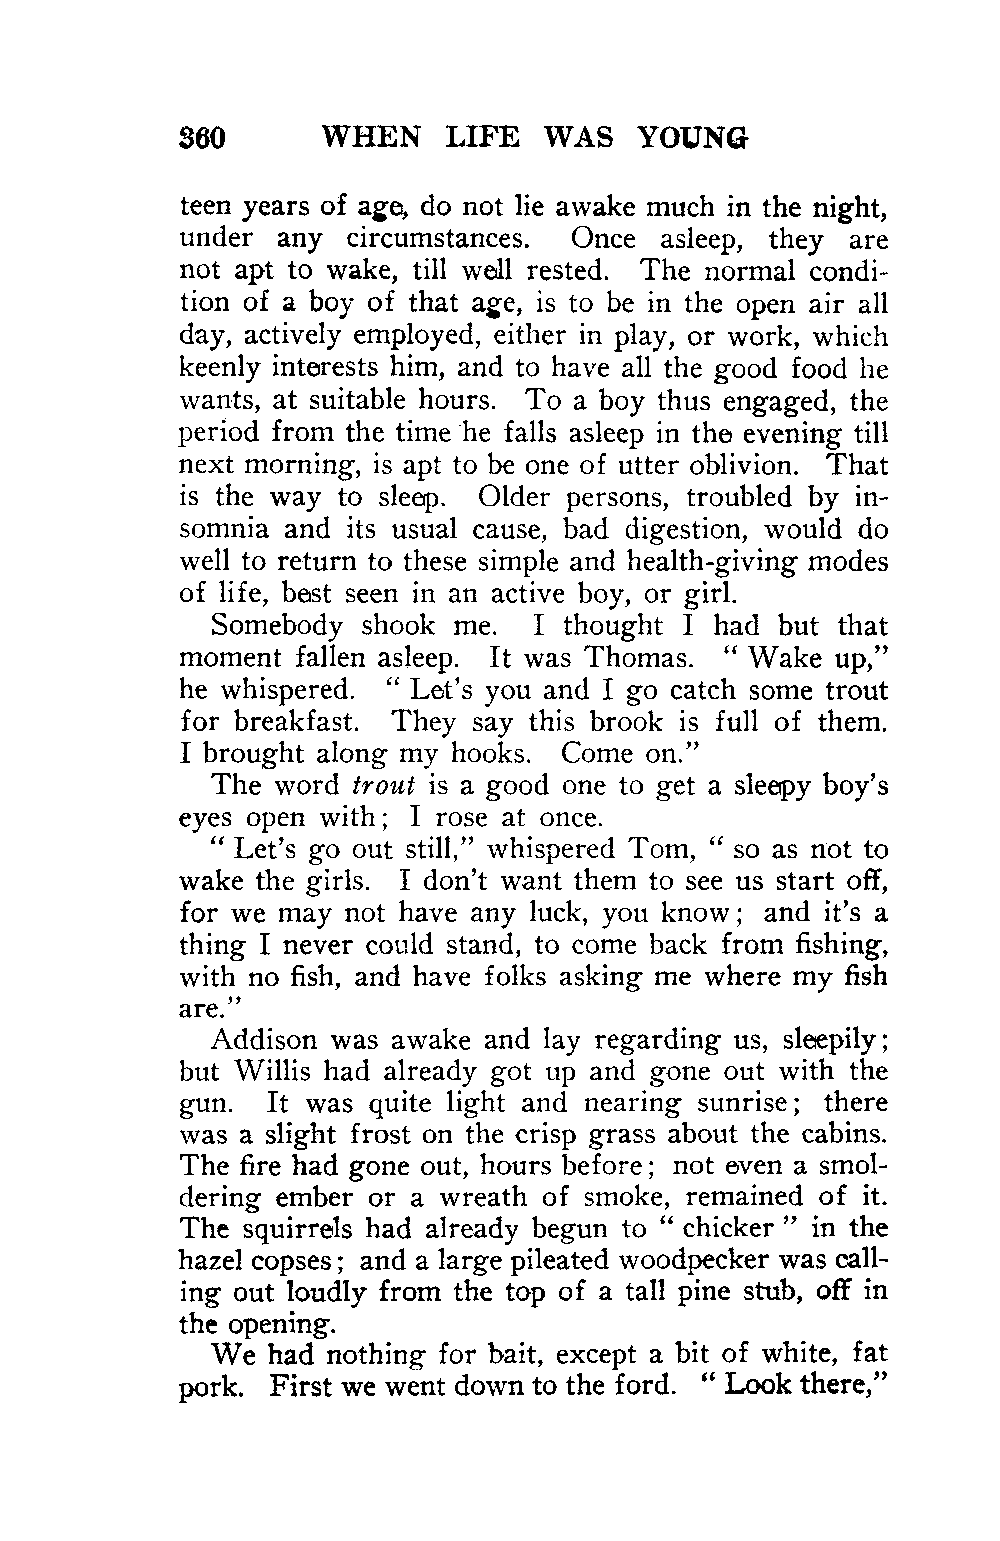 360 WHEN LIFE WAS YOUNG
teen years of age, do not lie awake much in the night,
under any circumstances. Once asleep, they are
not apt to wake, till well rested. The normal condi-
tion of a boy of that age, is to be in the open air all
day, actively employed, either in play, or work, which
keenly interests him, and to have all the good food he
wants, at suitable hours. To a boy thus engaged, the
period from the time he falls asleep in the evening till
next morning, is apt to be one of utter oblivion. That
is the way to sleep. Older persons, troubled by in-
somnia and its usual cause, bad digestion, would do
well to return to these simple and health-giving modes
of life, best seen in an active boy, or girl.
Somebody shook me. I thought I had but that
moment fallen asleep. It was Thomas. “ Wake up,”
he whispered. “ Let’s you and I go catch some trout
for breakfast. They say this brook is full of them.
I brought along my hooks. Come on.”
The word trout is a good one to get a sleepy boy’s
eyes open with; I rose at once.
“ Let’s go out still,” whispered Tom, “ so as not to
wake the girls. I don’t want them to see us start off,
for we may not have any luck, you know; and it’s a
thing I never could stand, to come back from fishing,
with no fish, and have folks asking me where my fish
are.”
Addison was awake and lay regarding us, sleepily;
but Willis had already got up and gone out with the
gun. It was quite light and nearing sunrise; there
was a slight frost on the crisp grass about the cabins.
The fire had gone out, hours before; not even a smol-
dering ember or a wreath of smoke, remained of it.
The squirrels had already begun to “ chicker ” in the
hazel copses; and a large pileated woodpecker was call-
ing out loudly from the top of a tall pine stub, off in
the opening.
We had nothing for bait, except a bit of white, fat
pork. First we went down to the ford. “ Look there,”